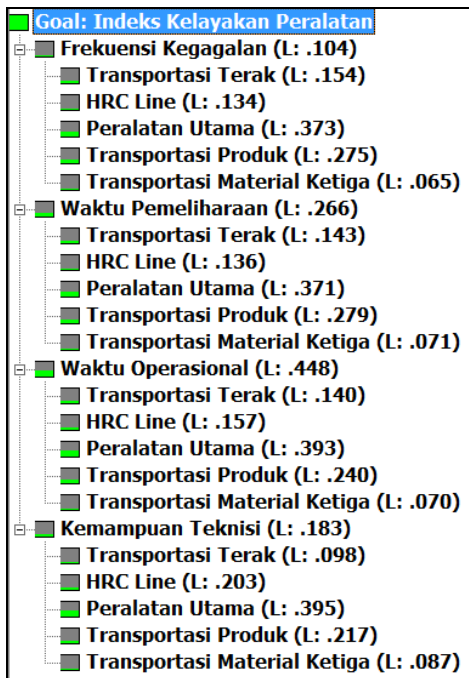 Goal: Indeks Kelayakan Peralatan
Frekuensi Kegagalan (L: .104)
Transportasi Terak (L: .154)
HRC Line (L: .134)
Peralatan Utama (L: .373)
Transportasi Produk (L: .275)
Transportasi Material Ketiga (L: .065)
Waktu Pemeliharaan (L: .266)
Transportasi Terak (L: .143)
HRC Line (L: .136)
Peralatan Utama (L: .371)
Transportasi Produk (L: .279)
Transportasi Material Ketiga (L: .071)
Waktu Operasional (L: .448)
Transportasi Terak (L: .140)
HRC Line (L: .157)
Peralatan Utama (L: .393)
Transportasi Produk (L: .240)
Transportasi Material Ketiga (L: .070)
Kemampuan Teknisi (L: .183)
Transportasi Terak (L: .098)
HRC Line (L: .203)
Peralatan Utama (L: .395)
Transportasi Produk (L: .217)
Transportasi Material Ketiga (L: .087)